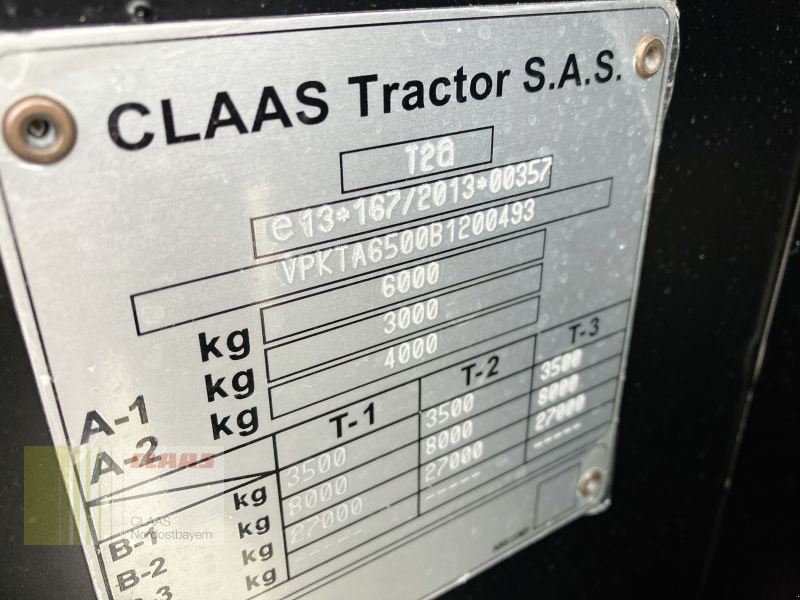 CLAAS Tractor S.A.S.
T2a
e13*167/2013*00357
VPKTA6500B1200493
kg 6000
A-1 kg 3000
A-2 kg 4000
T-1 T-2 T-3
B-1 kg 3500 3500 3500
B-2 kg 8000 8000 8000
kg 27000 27000 27000
kg ----- ----- -----
CLAAS
CLAAS
Nordostbayern